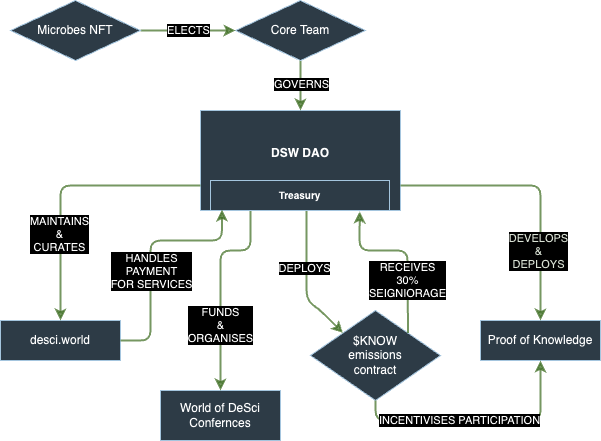 Microbes NFT
ELECTS
Core Team
GOVERNS
DSW DAO
Treasury
MAINTAINS
&
CURATES
HANDLES
PAYMENT
FOR SERVICES
DEPLOYS
RECEIVES
30%
SEIGNIORAGE
DEVELOPS
&
DEPLOYS
FUNDS
&
ORGANISES
desci.world
$KNOW
emissions
contract
Proof of Knowledge
World of DeSci
Confernces
INCENTIVISES PARTICIPATION